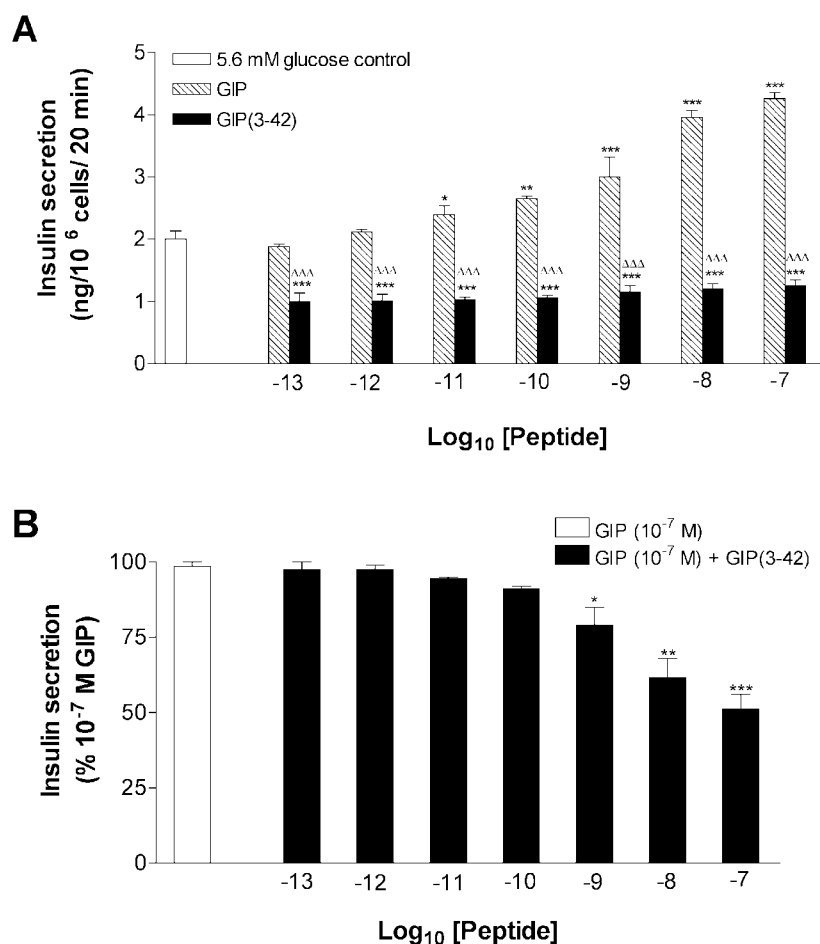 A
5.6 mM glucose control
GIP
GIP(3-42)
Insulin secretion
(ng/10 6 cells/ 20 min)
5
4
3
2
1
0
*
**
***
***
***
ΔΔΔ
***
ΔΔΔ
***
ΔΔΔ
***
ΔΔΔ
***
ΔΔΔ
***
ΔΔΔ
***
ΔΔΔ
***
-13 -12 -11 -10 -9 -8 -7
Log10 [Peptide]
B
GIP (10-7 M)
GIP (10-7 M) + GIP(3-42)
Insulin secretion
(% 10-7 M GIP)
100
75
50
25
0
*
**
***
-13 -12 -11 -10 -9 -8 -7
Log10 [Peptide]